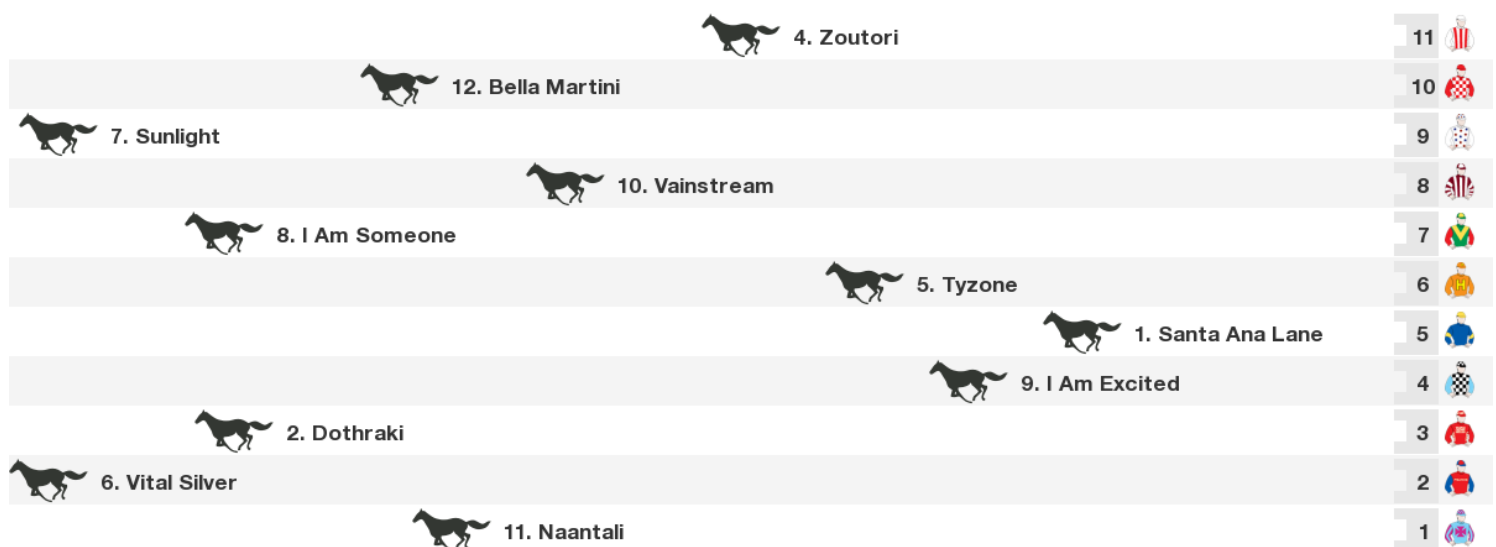 4. Zoutori 11
12. Bella Martini 10
7. Sunlight 9
10. Vainstream 8
8. I Am Someone 7
5. Tyzone 6 H
1. Santa Ana Lane 5
9. I Am Excited 4
2. Dothraki 3
6. Vital Silver 2
11. Naantali 1